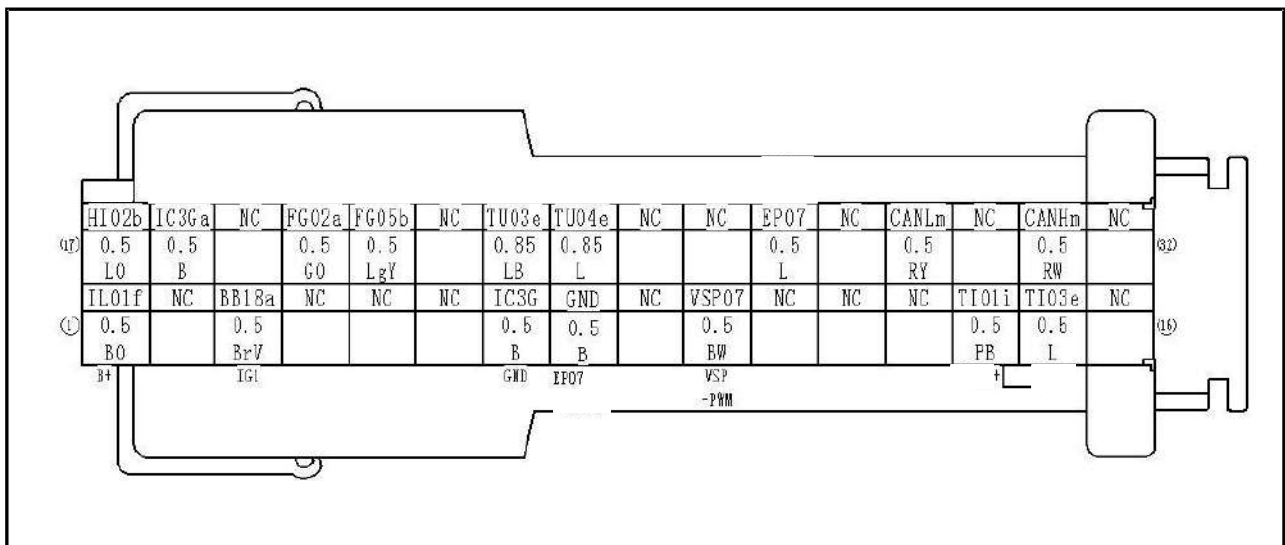 HI02b IC3Ga NC FG02a FG05b NC TU03e TU04e NC NC EP07 NC CANLm NC CANHm NC
(17) 0.5 0.5 0.5 0.5 0.85 0.85 0.5 0.5 0.5 (32)
LO B GO LgY LB L L RY RW
IL01f NC BB18a NC NC NC IC3G GND NC VSP07 NC NC NC TI01i TI03e NC
(1) 0.5 0.5 0.5 0.5 0.5 0.5 0.5 (16)
BO BrV B B BW PB L
B+ IG1 GND EP07 VSP +
-PWM